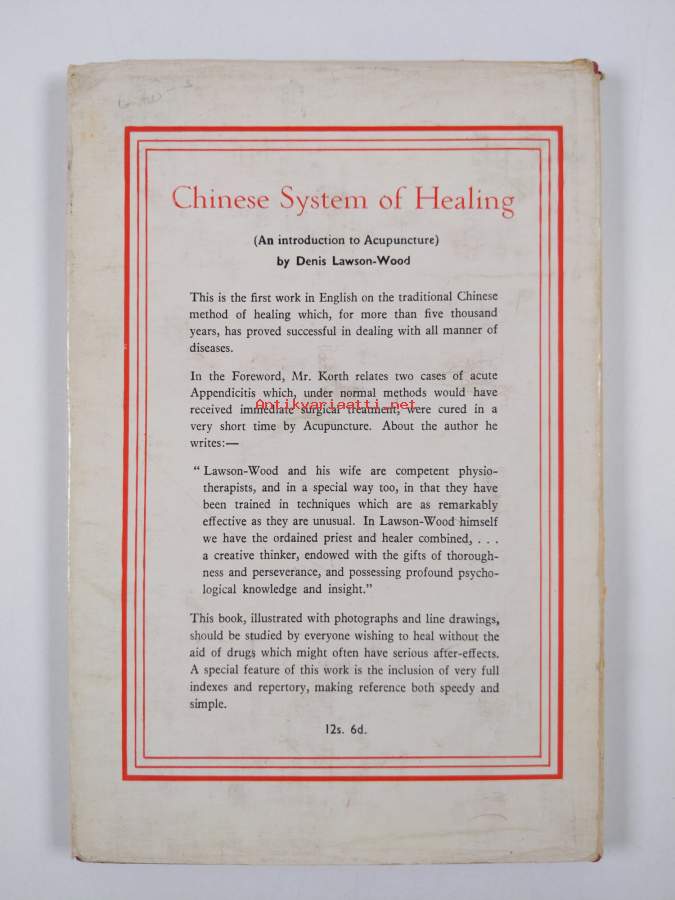 Chinese System of Healing
(An introduction to Acupuncture)
by Denis Lawson-Wood
This is the first work in English on the traditional Chinese
method of healing which, for more than five thousand
years, has proved successful in dealing with all manner of
diseases.
In the Foreword, Mr. Korth relates two cases of acute
Appendicitis which, under normal methods would have
received immediate surgical treatment, were cured in a
Antikvariaatti.net
very short time by Acupuncture. About the author he
writes:—
“ Lawson-Wood and his wife are competent physio-
therapists, and in a special way too, in that they have
been trained in techniques which are as remarkably
effective as they are unusual. In Lawson-Wood himself
we have the ordained priest and healer combined, . . .
a creative thinker, endowed with the gifts of thorough-
ness and perseverance, and possessing profound psycho-
logical knowledge and insight.”
This book, illustrated with photographs and line drawings,
should be studied by everyone wishing to heal without the
aid of drugs which might often have serious after-effects.
A special feature of this work is the inclusion of very full
indexes and repertory, making reference both speedy and
simple.
12s. 6d.